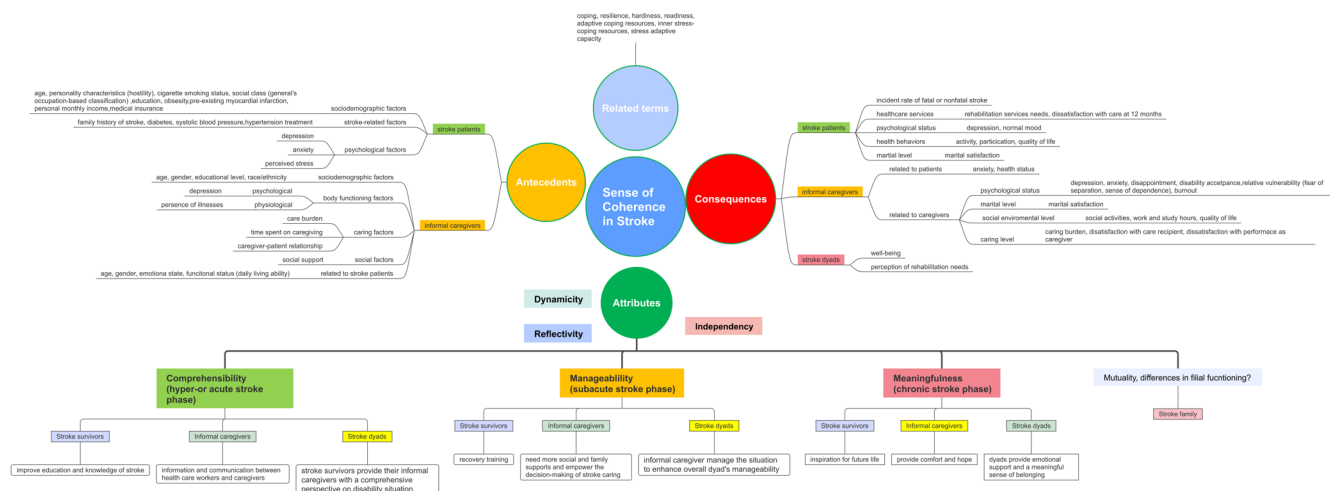 coping, resilience, hardiness, readiness,
adaptive coping resources, inner stress-
coping resources, stress adaptive
capacity
Related terms
Sense of
Coherence
in Stroke
Antecedents
stroke patients
age, personality characteristics (hostility), cigarette smoking status, social class (general's
occupation-based classification) ,education, obsesity,pre-existing myocardial infarction,
personal monthly income,medical insurance
sociodemographic factors
family history of stroke, diabetes, systolic blood pressure,hypertension treatment
stroke-related factors
depression
anxiety
perceived stress
psychological factors
informal caregivers
age, gender, educational level, race/ethnicity
sociodemographic factors
depression
psychological
persence of illnesses
physiological
body functioning factors
care burden
time spent on caregiving
caregiver-patient relationship
caring factors
social support
social factors
age, gender, emotiona state, funcitonal status (daily living ability)
related to stroke patients
Consequences
stroke patients
incident rate of fatal or nonfatal stroke
healthcare services
rehabilitation services needs, dissatisfaction with care at 12 months
psychological status
depression, normal mood
health behaviors
activity, particication, quality of life
martial level
marital satisfaction
informal caregivers
related to patients
anxiety, health status
related to caregivers
psychological status
depression, anxiety, disappointment, disability accetpance,relative vulnerability (fear of
separation, sense of dependence), burnout
marital level
marital satisfaction
social enviromental level
social activities, work and study hours, quality of life
caring level
caring burden, disatisfaction with care recipient, dissatisfaction with performace as
caregiver
stroke dyads
well-being
perception of rehabilitation needs
Attributes
Dynamicity
Reflectivity
Independency
Comprehensibility
(hyper-or acute stroke
phase)
Stroke survivors
Informal caregivers
Stroke dyads
improve education and knowledge of stroke
information and communication between
health care workers and caregivers
stroke survivors provide their informal
caregivers with a comprehensive
perspective on disability situation
Manageablility
(subacute stroke phase)
Stroke survivors
Informal caregivers
Stroke dyads
recovery training
need more social and family
supports and empower the
decision-making of stroke caring
informal caregiver manage the situation
to enhance overall dyad's manageability
Meaningfulness
(chronic stroke phase)
Stroke survivors
Informal caregivers
Stroke dyads
inspiration for future life
provide comfort and hope
dyads provide emotional
support and a meaningful
sense of belonging
Mutuality, differences in filial fucntioning?
Stroke family